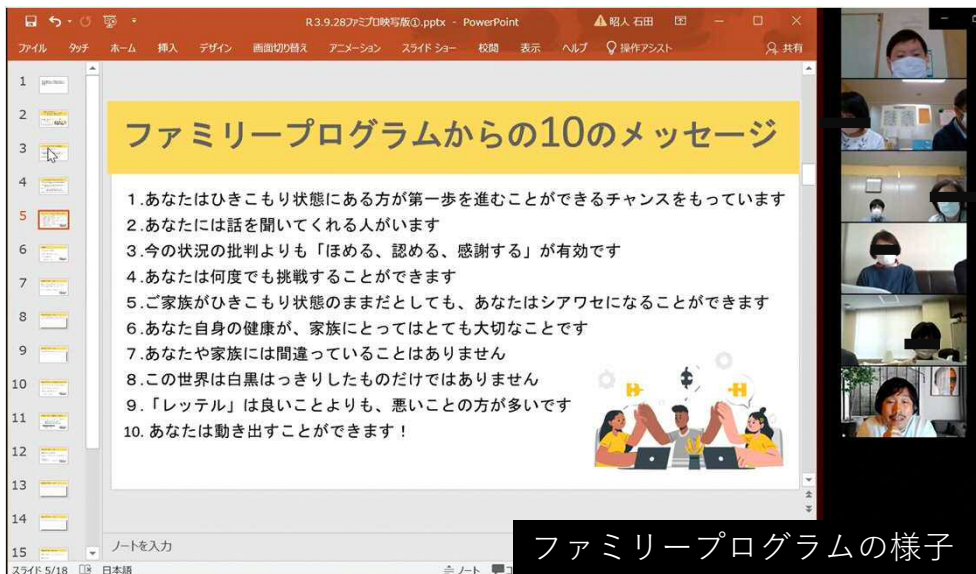 R3.9.28ファミプロ映写版①.pptx - PowerPoint
昭人 石田
ファイル タッチ ホーム 挿入 デザイン 画面切り替え アニメーション スライド ショー 校閲 表示 ヘルプ 操作アシスト 共有
ファミリープログラムからの10のメッセージ
1.あなたはひきこもり状態にある方が第一歩を進むことができるチャンスをもっています
2.あなたには話を聞いてくれる人がいます
3.今の状況の批判よりも「ほめる、認める、感謝する」が有効です
4.あなたは何度でも挑戦することができます
5.ご家族がひきこもり状態のままだとしても、あなたはシアワセになることができます
6.あなた自身の健康が、家族にとってはとても大切なことです
7.あなたや家族には間違っていることはありません
8.この世界は白黒はっきりしたものだけではありません
9.「レッテル」は良いことよりも、悪いことの方が多いです
10.あなたは動き出すことができます！
1
2
3
4
5
6
7
8
9
10
11
12
13
14
15
ノートを入力
ファミリープログラムの様子
スライド 5/18 日本語 ノート